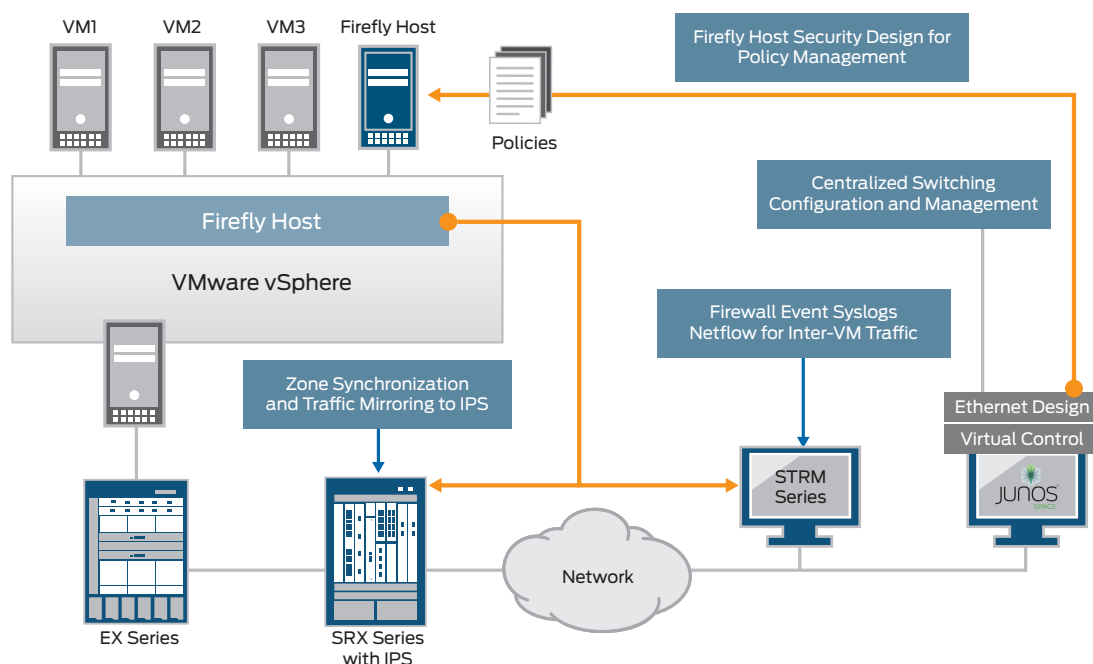 VM1
VM2
VM3
Firefly Host
Firefly Host Security Design for
Policy Management
Policies
Centralized Switching
Configuration and Management
Firefly Host
VMware vSphere
Firewall Event Syslogs
Netflow for Inter-VM Traffic
Zone Synchronization
and Traffic Mirroring to IPS
Ethernet Design
Virtual Control
STRM
Series
JUNOS
SPACE
Network
EX Series
SRX Series
with IPS